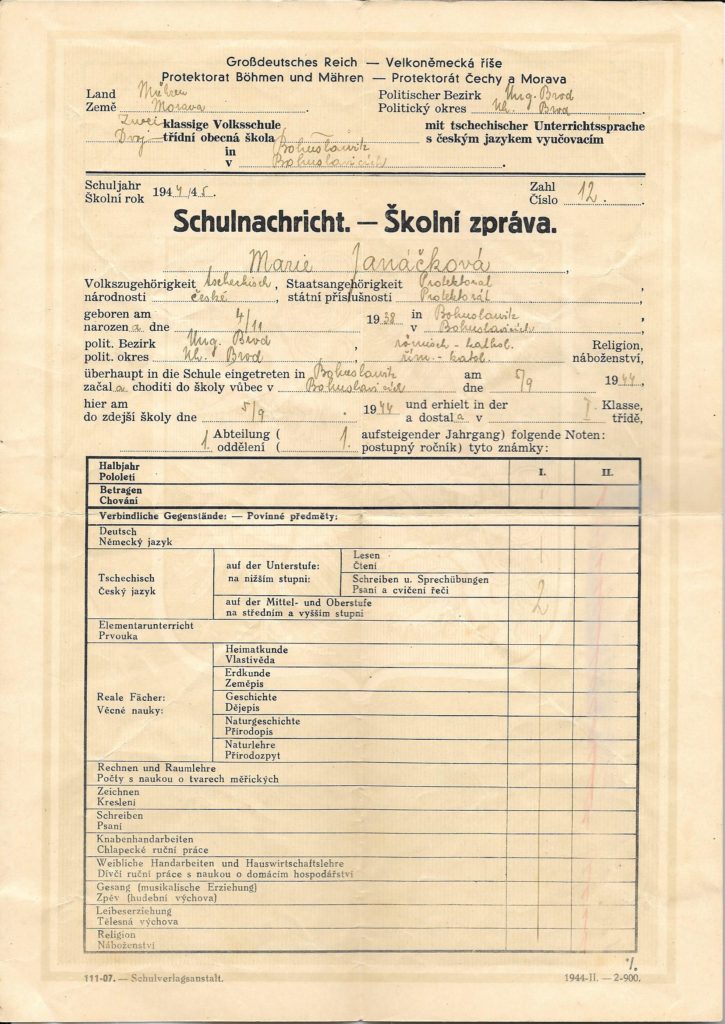 Großdeutsches Reich — Velkoněmecká říše
Protektorat Böhmen und Mähren — Protektorát Čechy a Morava
Land Mähren Politischer Bezirk Ung. Brod
Země Morava Politický okres Uh. Brod
Zwei klassige Volksschule mit tschechischer Unterrichtssprache
Dvoj třídní obecná škola s českým jazykem vyučovacím
in Bohuslawitz
v Bohuslavicích
Schuljahr Zahl
Školní rok 1944/45. Číslo 12.
Schulnachricht. — Školní zpráva.
Marie Janáčková,
Volkszugehörigkeit tschechisch, Staatsangehörigkeit Protektorat,
národnosti české, státní příslušnosti Protektorát,
geboren am 4/11 1938 in Bohuslawitz
narozena dne v Bohuslavicích
polit. Bezirk Ung. Brod, römisch-kathol. Religion,
polit. okres Uh. Brod řím.-katol. náboženství,
überhaupt in die Schule eingetreten in Bohuslawitz am 5/9 1944,
začala choditi do školy vůbec v Bohuslavicích dne
hier am 5/9. 1944 und erhielt in der I. Klasse,
do zdejší školy dne a dostala v třídě,
1. Abteilung ( 1. aufsteigender Jahrgang) folgende Noten:
oddělení ( postupný ročník) tyto známky:
Halbjahr I. II.
Pololetí
Betragen 1
Chování
Verbindliche Gegenstände: — Povinné předměty:
Deutsch
Německý jazyk
Tschechisch
Český jazyk
auf der Unterstufe:
na nižším stupni:
Lesen 1
Čtení
Schreiben u. Sprechübungen 2
Psaní a cvičení řeči
auf der Mittel- und Oberstufe
na středním a vyšším stupni
Elementarunterricht 1
Prvouka
Reale Fächer:
Věcné nauky:
Heimatkunde
Vlastivěda
Erdkunde
Zeměpis
Geschichte
Dějepis
Naturgeschichte
Přírodopis
Naturlehre
Přírodozpyt
Rechnen und Raumlehre
Počty s naukou o tvarech měřických
Zeichnen
Kreslení
Schreiben
Psaní
Knabenhandarbeiten
Chlapecké ruční práce
Weibliche Handarbeiten und Hauswirtschaftslehre
Dívčí ruční práce s naukou o domácím hospodářství
Gesang (musikalische Erziehung)
Zpěv (hudební výchova)
Leibeserziehung
Tělesná výchova
Religion
Náboženství
111-07. — Schulverlagsanstalt. 1944-II. — 2-900.